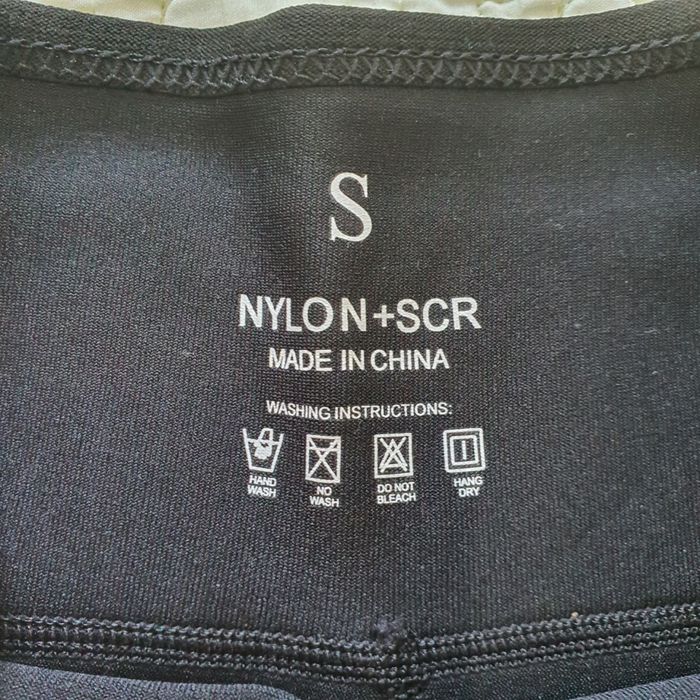 S
NYLON+SCR
MADE IN CHINA
WASHING INSTRUCTIONS:
HAND WASH NO WASH DO NOT BLEACH HANG DRY